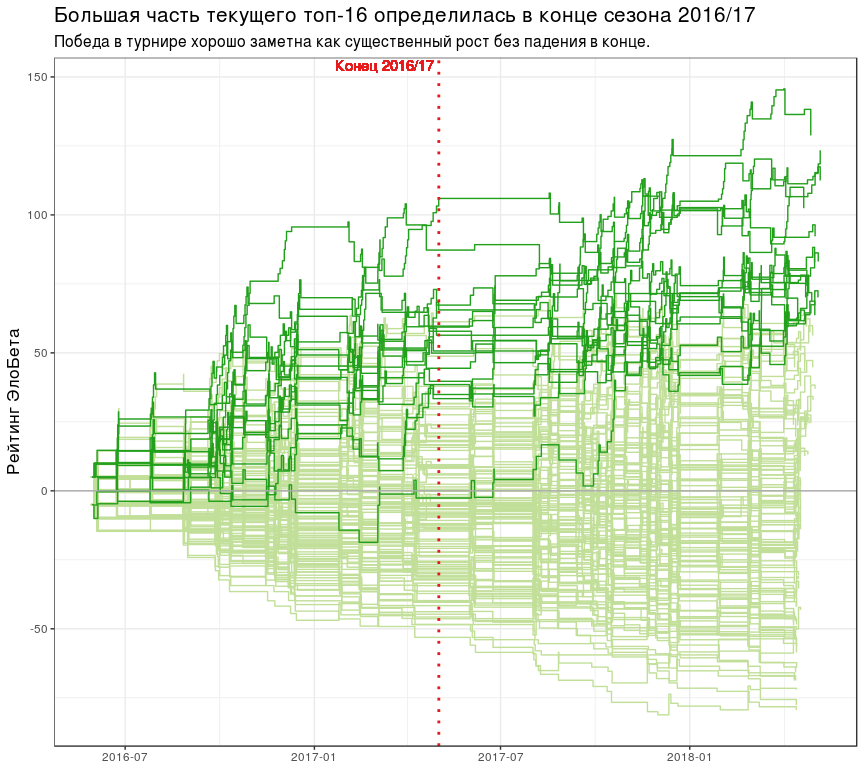 Большая часть текущего топ-16 определилась в конце сезона 2016/17
Победа в турнире хорошо заметна как существенный рост без падения в конце.
Конец 2016/17
Рейтинг ЭлоБета
150
100
50
0
-50
2016-07
2017-01
2017-07
2018-01